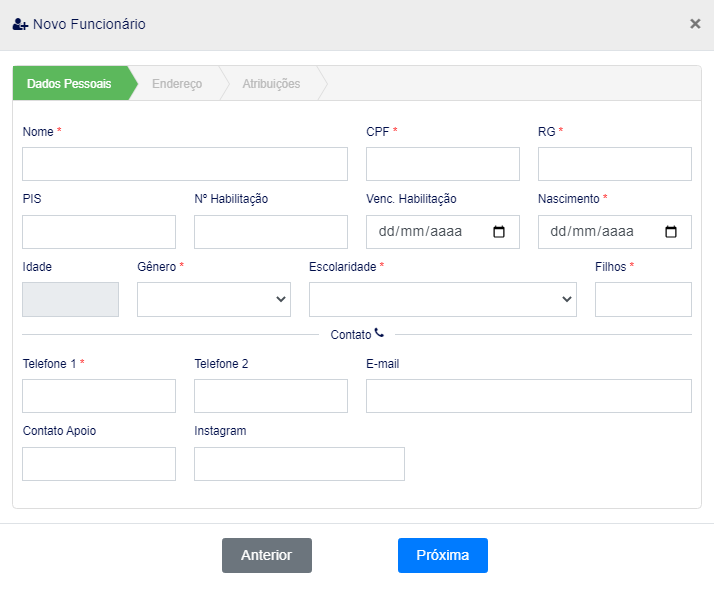 Novo Funcionário ×
Dados Pessoais Endereço Atribuições
Nome * CPF * RG *
PIS Nº Habilitação Venc. Habilitação Nascimento *
dd/mm/aaaa dd/mm/aaaa
Idade Gênero * Escolaridade * Filhos *
Contato
Telefone 1 * Telefone 2 E-mail
Contato Apoio Instagram
Anterior Próxima